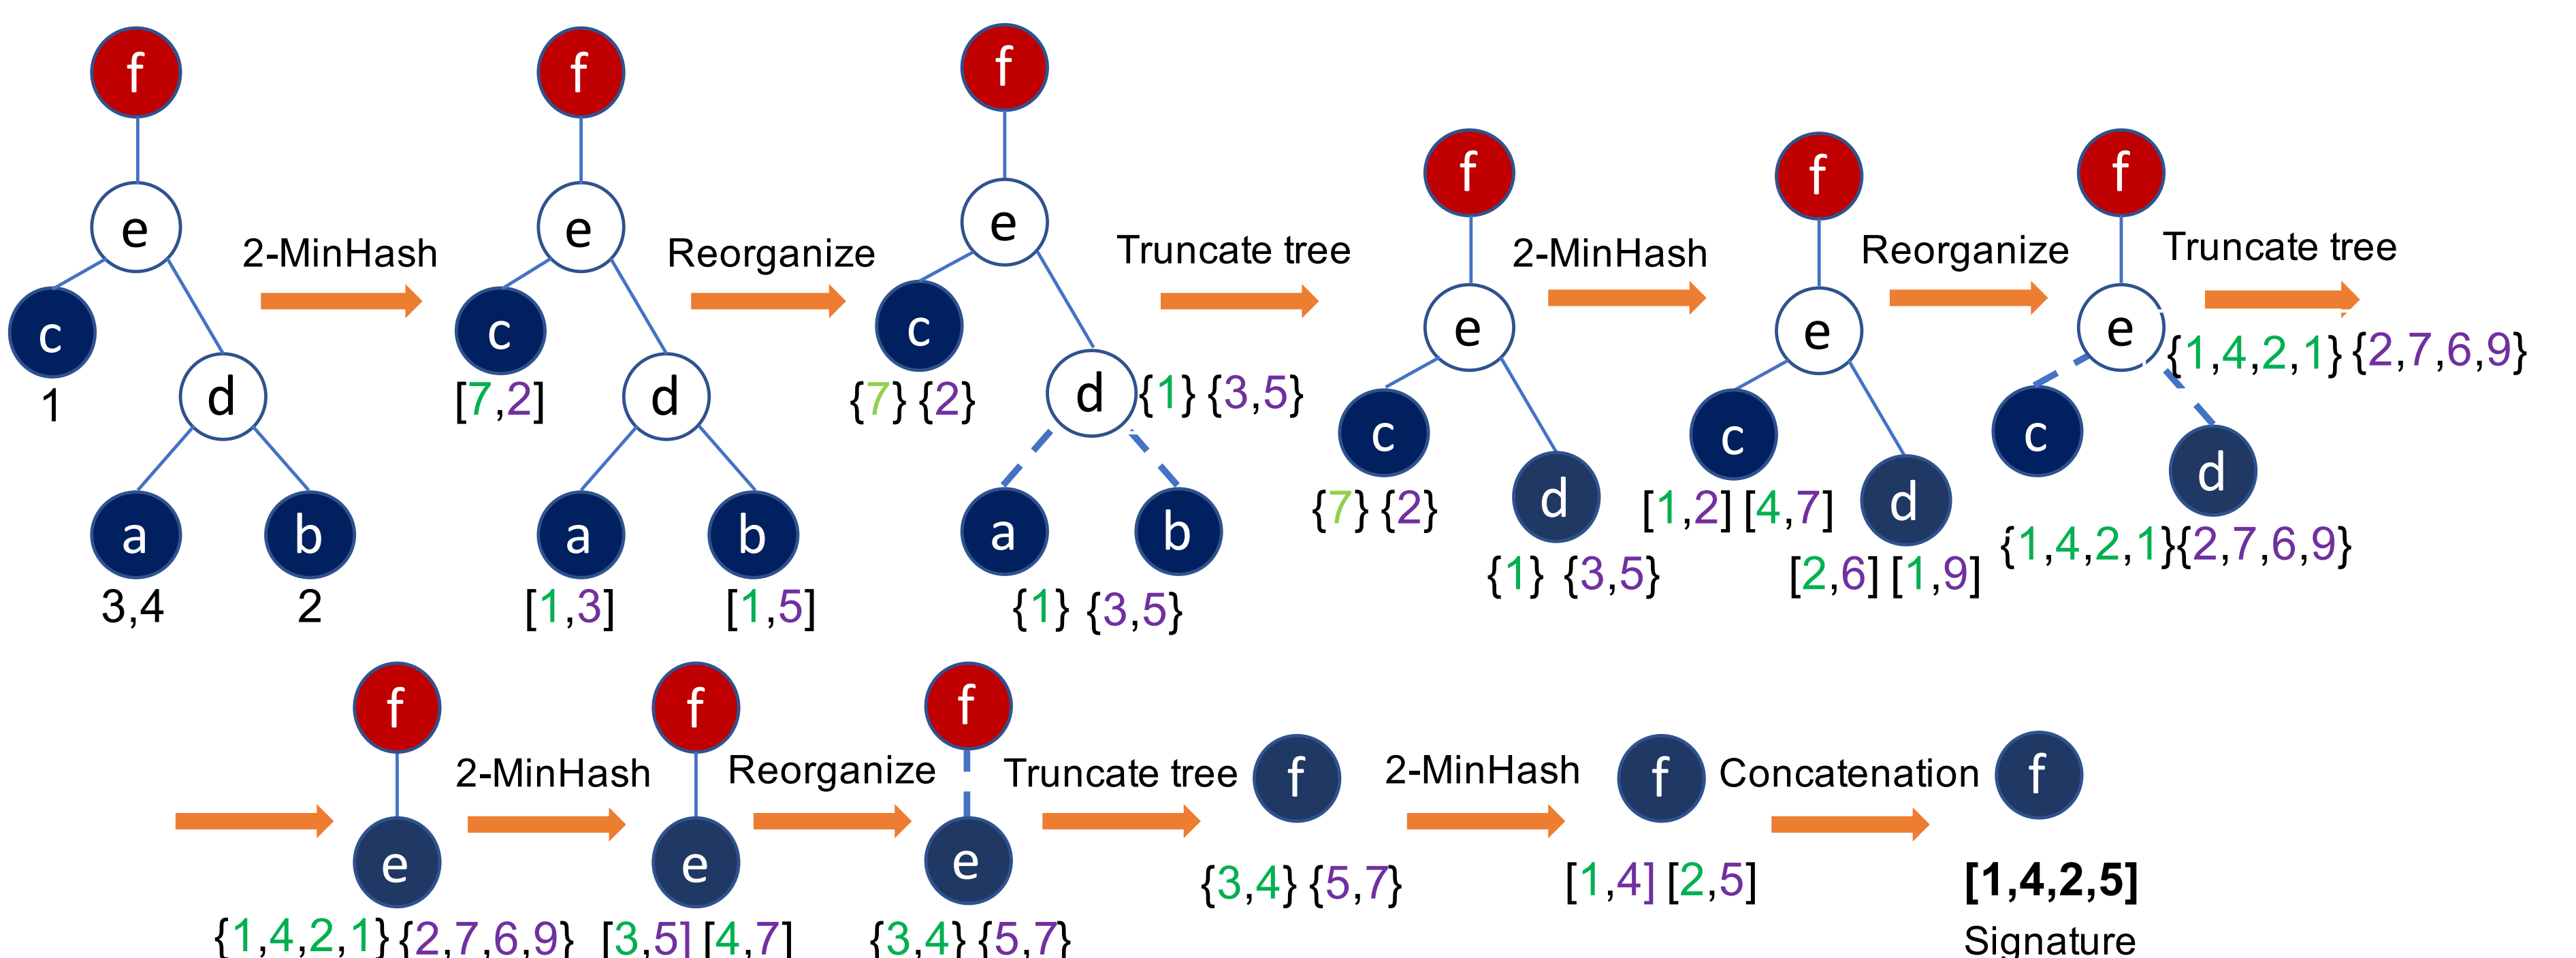 f
e
c
1
d
a
3,4
b
2
2-MinHash
f
e
c
[7,2]
d
a
[1,3]
b
[1,5]
Reorganize
f
e
c
{7} {2}
d
{1} {3,5}
a
b
{1} {3,5}
Truncate tree
f
e
c
{7} {2}
d
{1} {3,5}
2-MinHash
f
e
c
[1,2] [4,7]
d
[2,6] [1,9]
Reorganize
f
e
{1,4,2,1} {2,7,6,9}
c
d
{1,4,2,1}{2,7,6,9}
Truncate tree
f
e
{1,4,2,1} {2,7,6,9}
2-MinHash
f
e
[3,5] [4,7]
Reorganize
f
e
{3,4} {5,7}
Truncate tree
f
{3,4} {5,7}
2-MinHash
f
[1,4] [2,5]
Concatenation
f
[1,4,2,5]
Signature